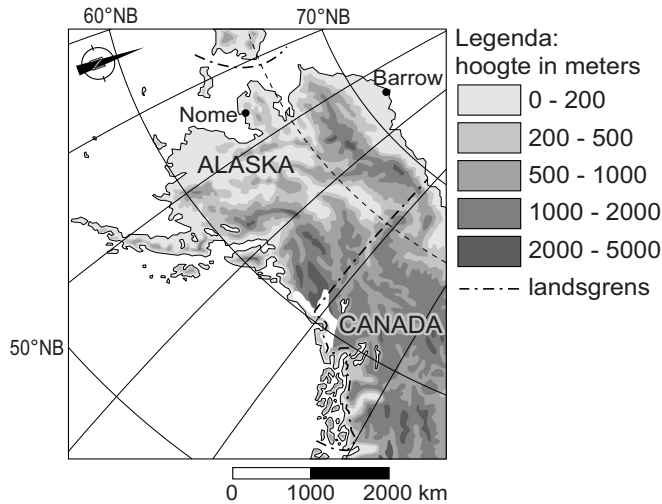 60°NB
70°NB
Legenda:
hoogte in meters
Barrow
0 - 200
Nome
200 - 500
ALASKA
500 - 1000
1000 - 2000
2000 - 5000
landsgrens
CANADA
50°NB
0 1000 2000 km